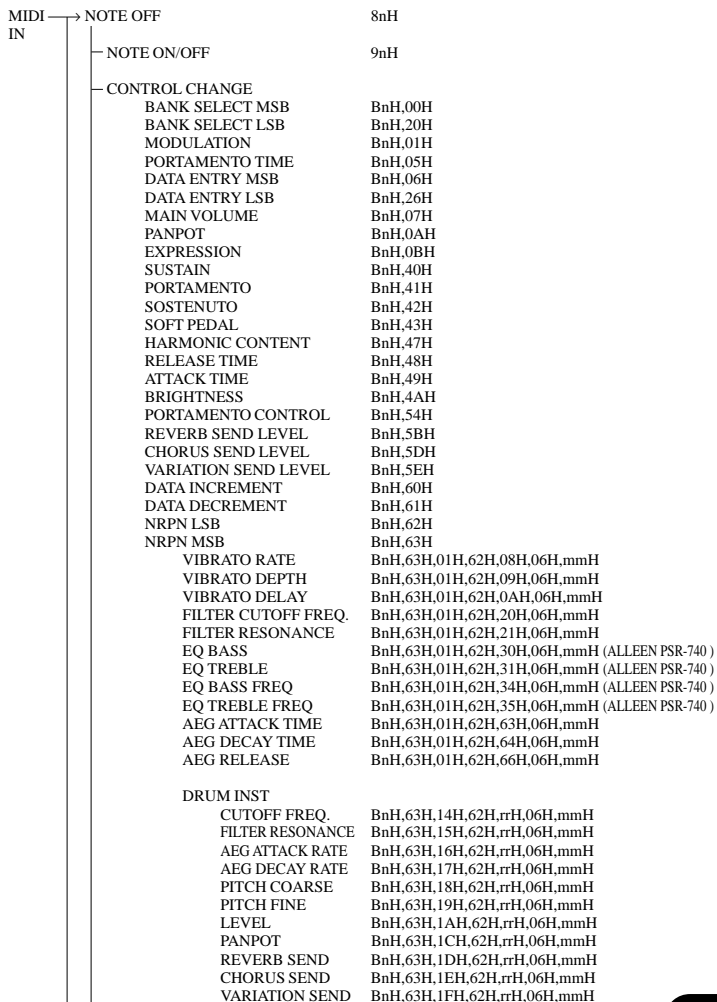 MIDI IN NOTE OFF 8nH
NOTE ON/OFF 9nH
CONTROL CHANGE
BANK SELECT MSB BnH,00H
BANK SELECT LSB BnH,20H
MODULATION BnH,01H
PORTAMENTO TIME BnH,05H
DATA ENTRY MSB BnH,06H
DATA ENTRY LSB BnH,26H
MAIN VOLUME BnH,07H
PANPOT BnH,0AH
EXPRESSION BnH,0BH
SUSTAIN BnH,40H
PORTAMENTO BnH,41H
SOSTENUTO BnH,42H
SOFT PEDAL BnH,43H
HARMONIC CONTENT BnH,47H
RELEASE TIME BnH,48H
ATTACK TIME BnH,49H
BRIGHTNESS BnH,4AH
PORTAMENTO CONTROL BnH,54H
REVERB SEND LEVEL BnH,5BH
CHORUS SEND LEVEL BnH,5DH
VARIATION SEND LEVEL BnH,5EH
DATA INCREMENT BnH,60H
DATA DECREMENT BnH,61H
NRPN LSB BnH,62H
NRPN MSB BnH,63H
VIBRATO RATE BnH,63H,01H,62H,08H,06H,mmH
VIBRATO DEPTH BnH,63H,01H,62H,09H,06H,mmH
VIBRATO DELAY BnH,63H,01H,62H,0AH,06H,mmH
FILTER CUTOFF FREQ. BnH,63H,01H,62H,20H,06H,mmH
FILTER RESONANCE BnH,63H,01H,62H,21H,06H,mmH
EQ BASS BnH,63H,01H,62H,30H,06H,mmH (ALLEEN PSR-740 )
EQ TREBLE BnH,63H,01H,62H,31H,06H,mmH (ALLEEN PSR-740 )
EQ BASS FREQ BnH,63H,01H,62H,34H,06H,mmH (ALLEEN PSR-740 )
EQ TREBLE FREQ BnH,63H,01H,62H,35H,06H,mmH (ALLEEN PSR-740 )
AEG ATTACK TIME BnH,63H,01H,62H,63H,06H,mmH
AEG DECAY TIME BnH,63H,01H,62H,64H,06H,mmH
AEG RELEASE BnH,63H,01H,62H,66H,06H,mmH
DRUM INST
CUTOFF FREQ. BnH,63H,14H,62H,rrH,06H,mmH
FILTER RESONANCE BnH,63H,15H,62H,rrH,06H,mmH
AEG ATTACK RATE BnH,63H,16H,62H,rrH,06H,mmH
AEG DECAY RATE BnH,63H,17H,62H,rrH,06H,mmH
PITCH COARSE BnH,63H,18H,62H,rrH,06H,mmH
PITCH FINE BnH,63H,19H,62H,rrH,06H,mmH
LEVEL BnH,63H,1AH,62H,rrH,06H,mmH
PANPOT BnH,63H,1CH,62H,rrH,06H,mmH
REVERB SEND BnH,63H,1DH,62H,rrH,06H,mmH
CHORUS SEND BnH,63H,1EH,62H,rrH,06H,mmH
VARIATION SEND BnH,63H,1FH,62H,rrH,06H,mmH